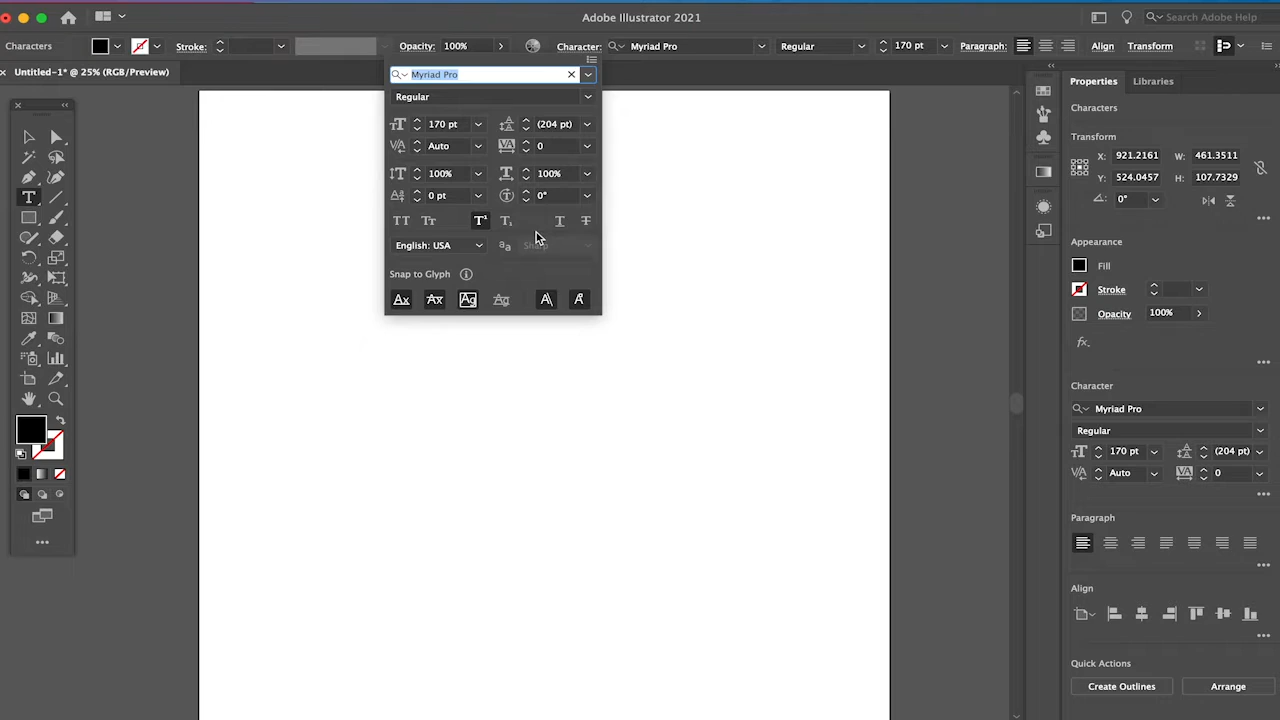 Adobe Illustrator 2021
Search Adobe Help
Characters
Stroke:
Opacity: 100%
Character: Myriad Pro
Regular
170 pt
Paragraph:
Align
Transform
Untitled-1* @ 25% (RGB/Preview)
Myriad Pro
Regular
170 pt (204 pt)
Auto 0
100% 100%
0 pt 0°
English: USA
Sharp
Snap to Glyph
Properties Libraries
Characters
Transform
X: 921.2161 W: 461.3511
Y: 524.0457 H: 107.7329
0°
Appearance
Fill
Stroke
Opacity 100%
fx.
Character
Myriad Pro
Regular
170 pt (204 pt)
Auto 0
Paragraph
Align
Quick Actions
Create Outlines Arrange